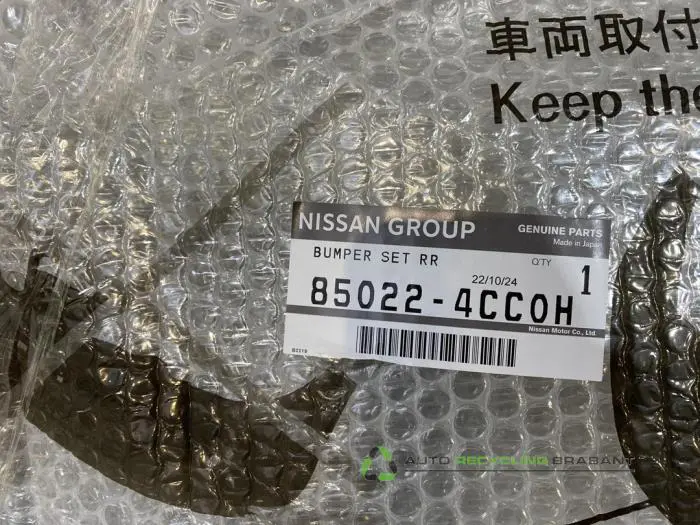 車両取付
Keep the
NISSAN GROUP
GENUINE PARTS
Made in Japan
BUMPER SET RR
Q'TY
1
22/10/24
85022-4CC0H
Nissan Motor Co., Ltd.
B2219
AUTO RECYCLING BRABANT